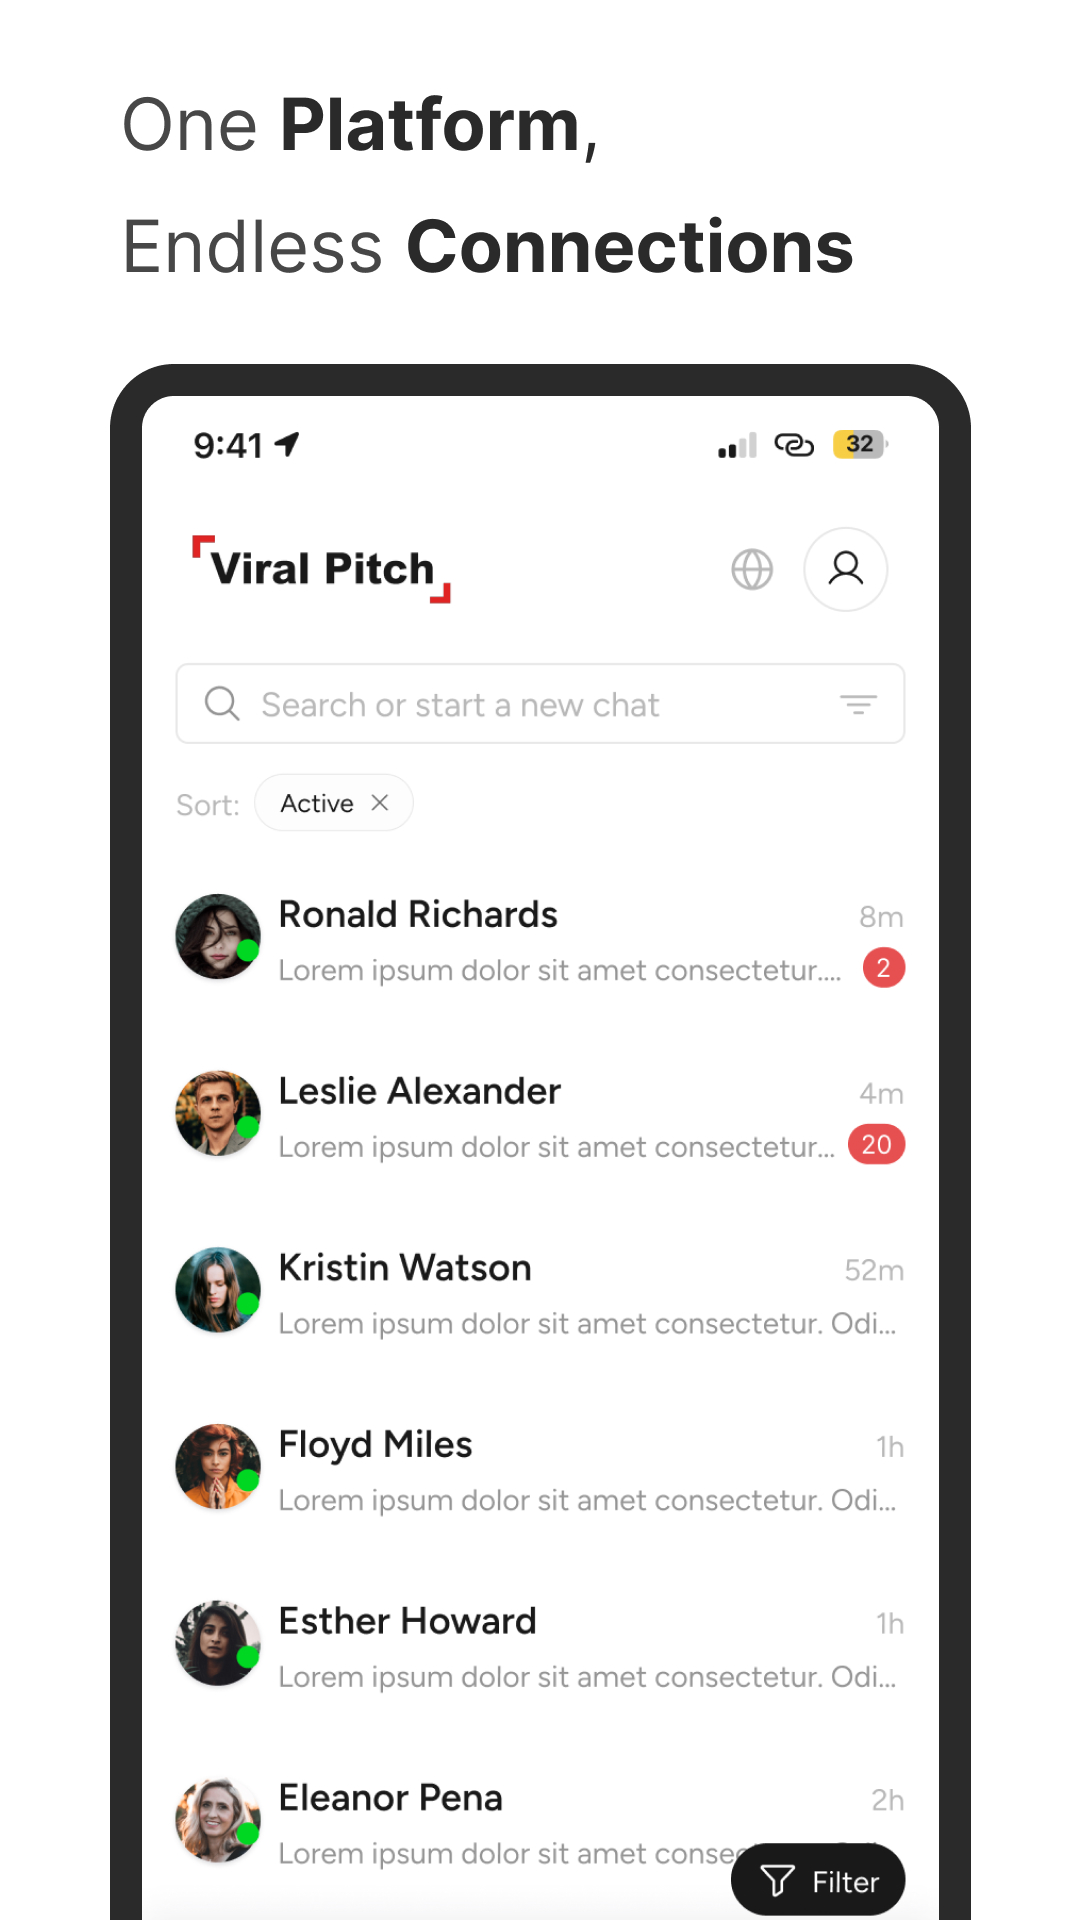 One Platform,
Endless Connections
9:41
32
Viral Pitch
Search or start a new chat
Sort: Active
Ronald Richards 8m
Lorem ipsum dolor sit amet consectetur.... 2
Leslie Alexander 4m
Lorem ipsum dolor sit amet consectetur... 20
Kristin Watson 52m
Lorem ipsum dolor sit amet consectetur. Odi...
Floyd Miles 1h
Lorem ipsum dolor sit amet consectetur. Odi...
Esther Howard 1h
Lorem ipsum dolor sit amet consectetur. Odi...
Eleanor Pena 2h
Lorem ipsum dolor sit amet
Filter